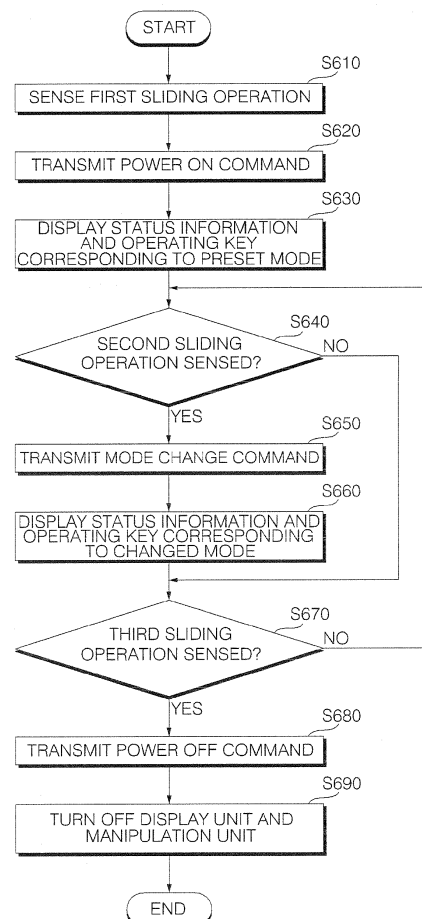 START
S610
SENSE FIRST SLIDING OPERATION
S620
TRANSMIT POWER ON COMMAND
S630
DISPLAY STATUS INFORMATION
AND OPERATING KEY
CORRESPONDING TO PRESET MODE
S640
SECOND SLIDING
OPERATION SENSED?
NO
YES
S650
TRANSMIT MODE CHANGE COMMAND
S660
DISPLAY STATUS INFORMATION AND
OPERATING KEY CORRESPONDING
TO CHANGED MODE
S670
THIRD SLIDING
OPERATION SENSED?
NO
YES
S680
TRANSMIT POWER OFF COMMAND
S690
TURN OFF DISPLAY UNIT AND
MANIPULATION UNIT
END